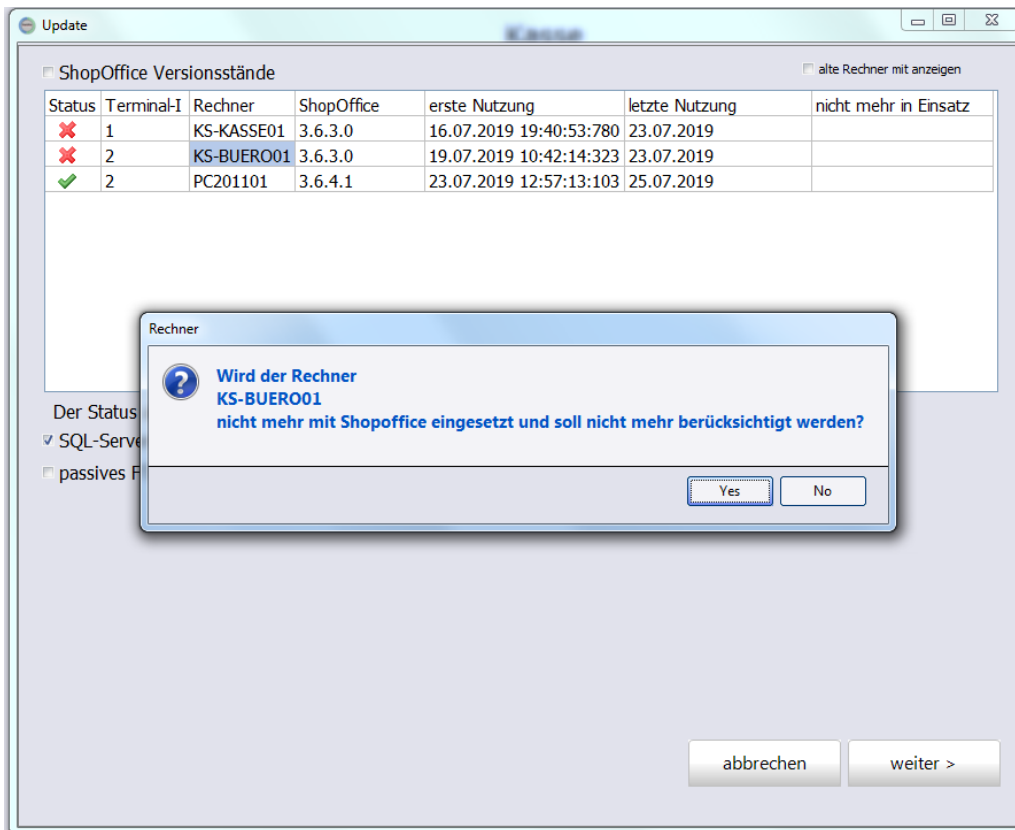 Update
Kasse
ShopOffice Versionsstände
alte Rechner mit anzeigen
Status Terminal-I Rechner ShopOffice erste Nutzung letzte Nutzung nicht mehr in Einsatz
1 KS-KASSE01 3.6.3.0 16.07.2019 19:40:53:780 23.07.2019
2 KS-BUERO01 3.6.3.0 19.07.2019 10:42:14:323 23.07.2019
2 PC201101 3.6.4.1 23.07.2019 12:57:13:103 25.07.2019
Rechner
Wird der Rechner
KS-BUERO01
nicht mehr mit Shopoffice eingesetzt und soll nicht mehr berücksichtigt werden?
Der Status
SQL-Serve
passives F
Yes No
abbrechen weiter >